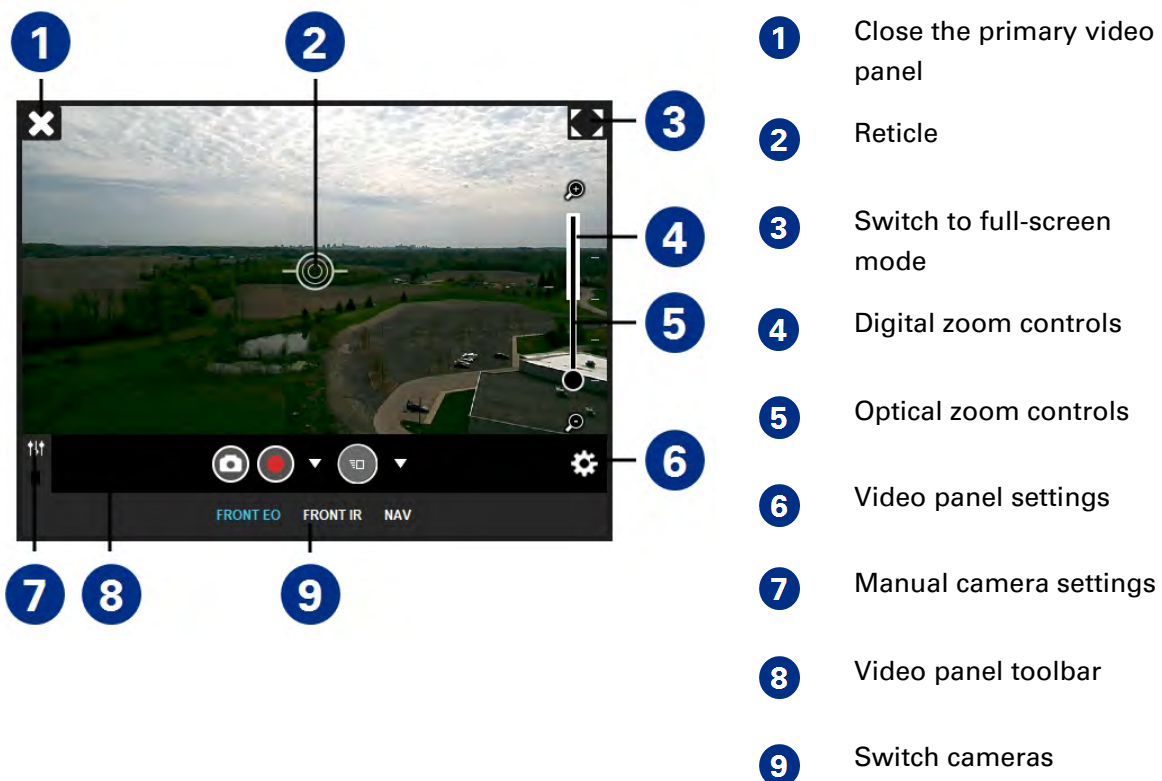 1
2
3
4
5
6
7
8
9
FRONT EO FRONT IR NAV
1 Close the primary video
panel
2 Reticle
3 Switch to full-screen
mode
4 Digital zoom controls
5 Optical zoom controls
6 Video panel settings
7 Manual camera settings
8 Video panel toolbar
9 Switch cameras